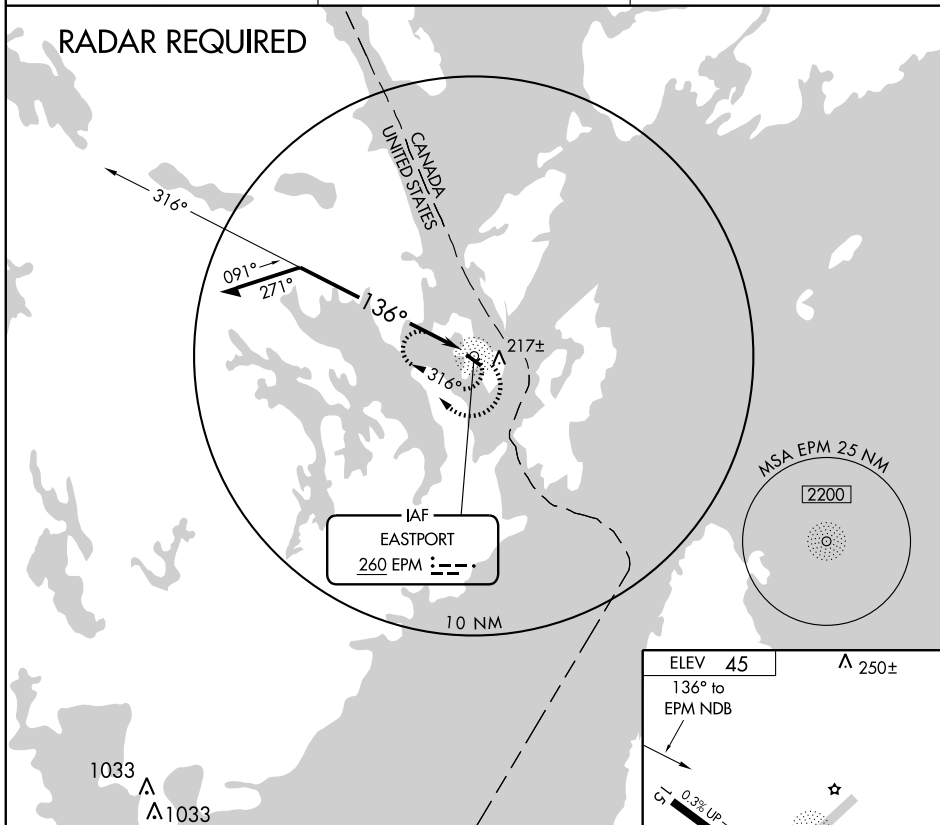 RADAR REQUIRED
CANADA
UNITED STATES
316°
091°
271°
136°
316°
217±
MSA EPM 25 NM
2200
IAF
EASTPORT
260 EPM
10 NM
ELEV 45
250±
136° to
EPM NDB
15
0.3% UP
1033
1033